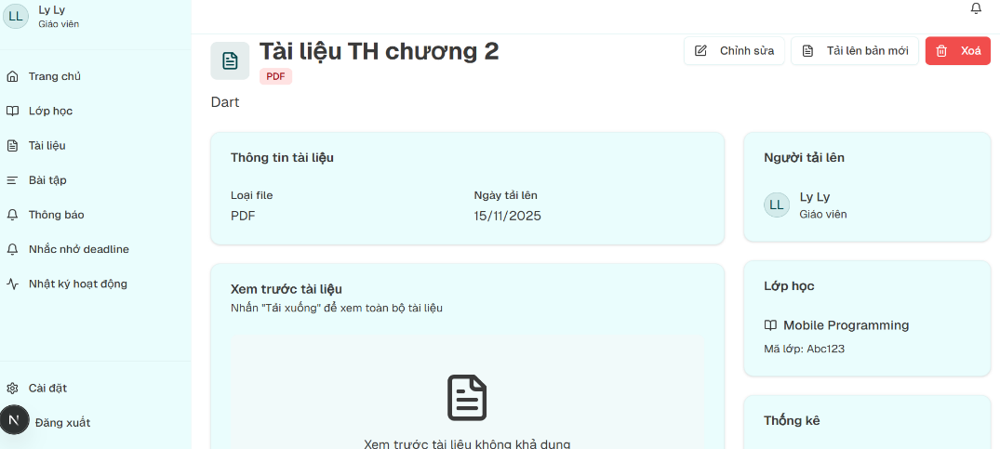 LL
Ly Ly
Giáo viên
Trang chủ
Lớp học
Tài liệu
Bài tập
Thông báo
Nhắc nhở deadline
Nhật ký hoạt động
Cài đặt
N
Đăng xuất
Tài liệu TH chương 2
PDF
Chỉnh sửa
Tải lên bản mới
Xoá
Dart
Thông tin tài liệu
Loại file
Ngày tải lên
PDF
15/11/2025
Xem trước tài liệu
Nhấn "Tải xuống" để xem toàn bộ tài liệu
Xem trước tài liệu không khả dụng
Người tải lên
LL
Ly Ly
Giáo viên
Lớp học
Mobile Programming
Mã lớp: Abc123
Thống kê